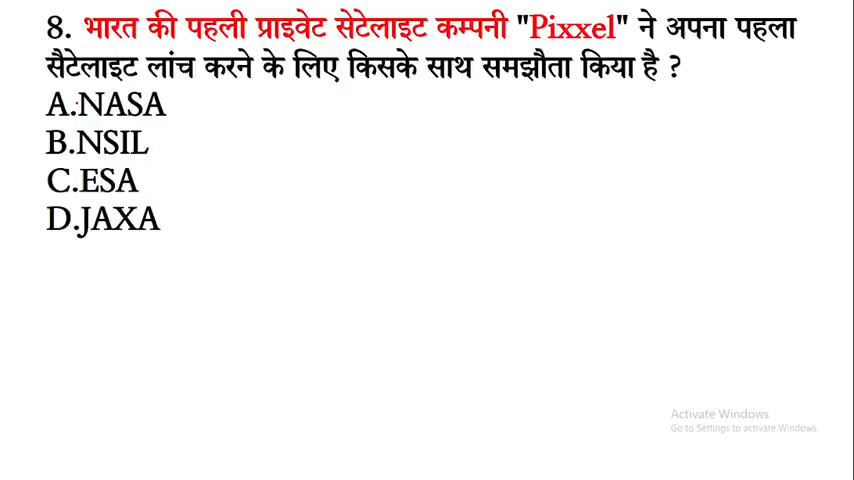 8. भारत की पहली प्राइवेट सेटेलाइट कम्पनी "Pixxel" ने अपना पहला
सैटेलाइट लांच करने के लिए किसके साथ समझौता किया है ?
A.NASA
B.NSIL
C.ESA
D.JAXA
Activate Windows
Go to Settings to activate Windows.